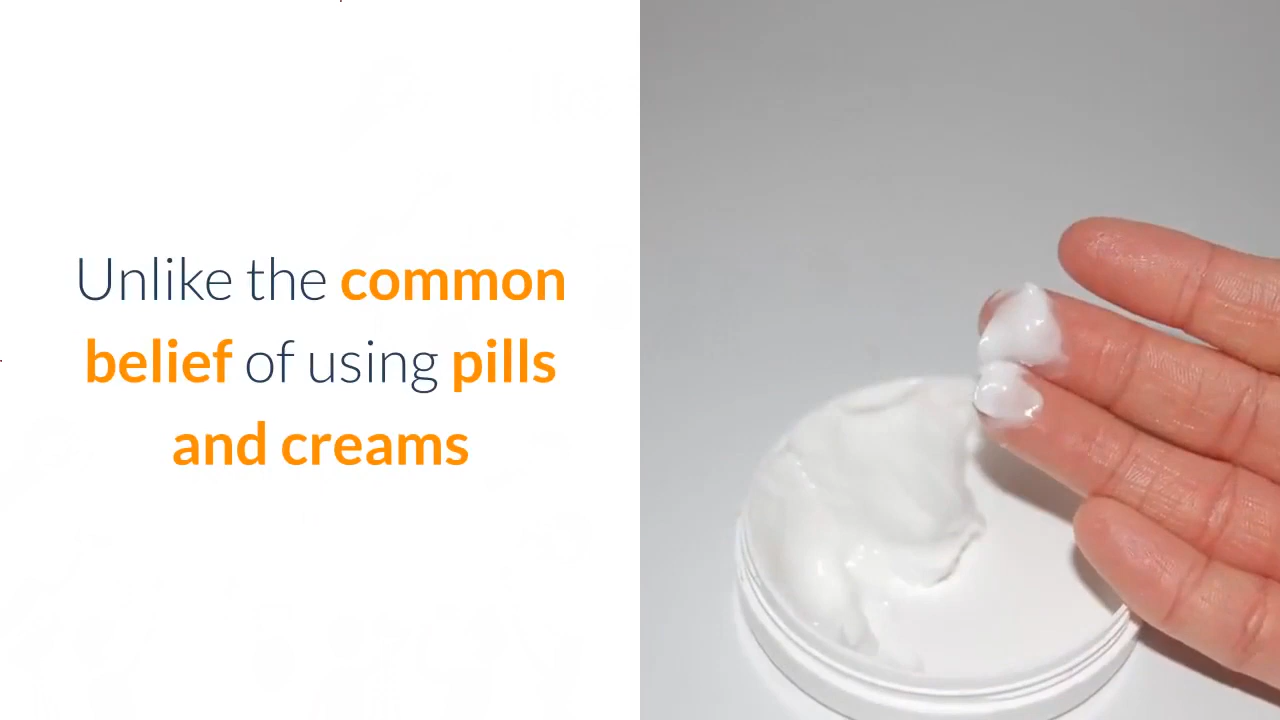 Unlike the common
belief of using pills
and creams